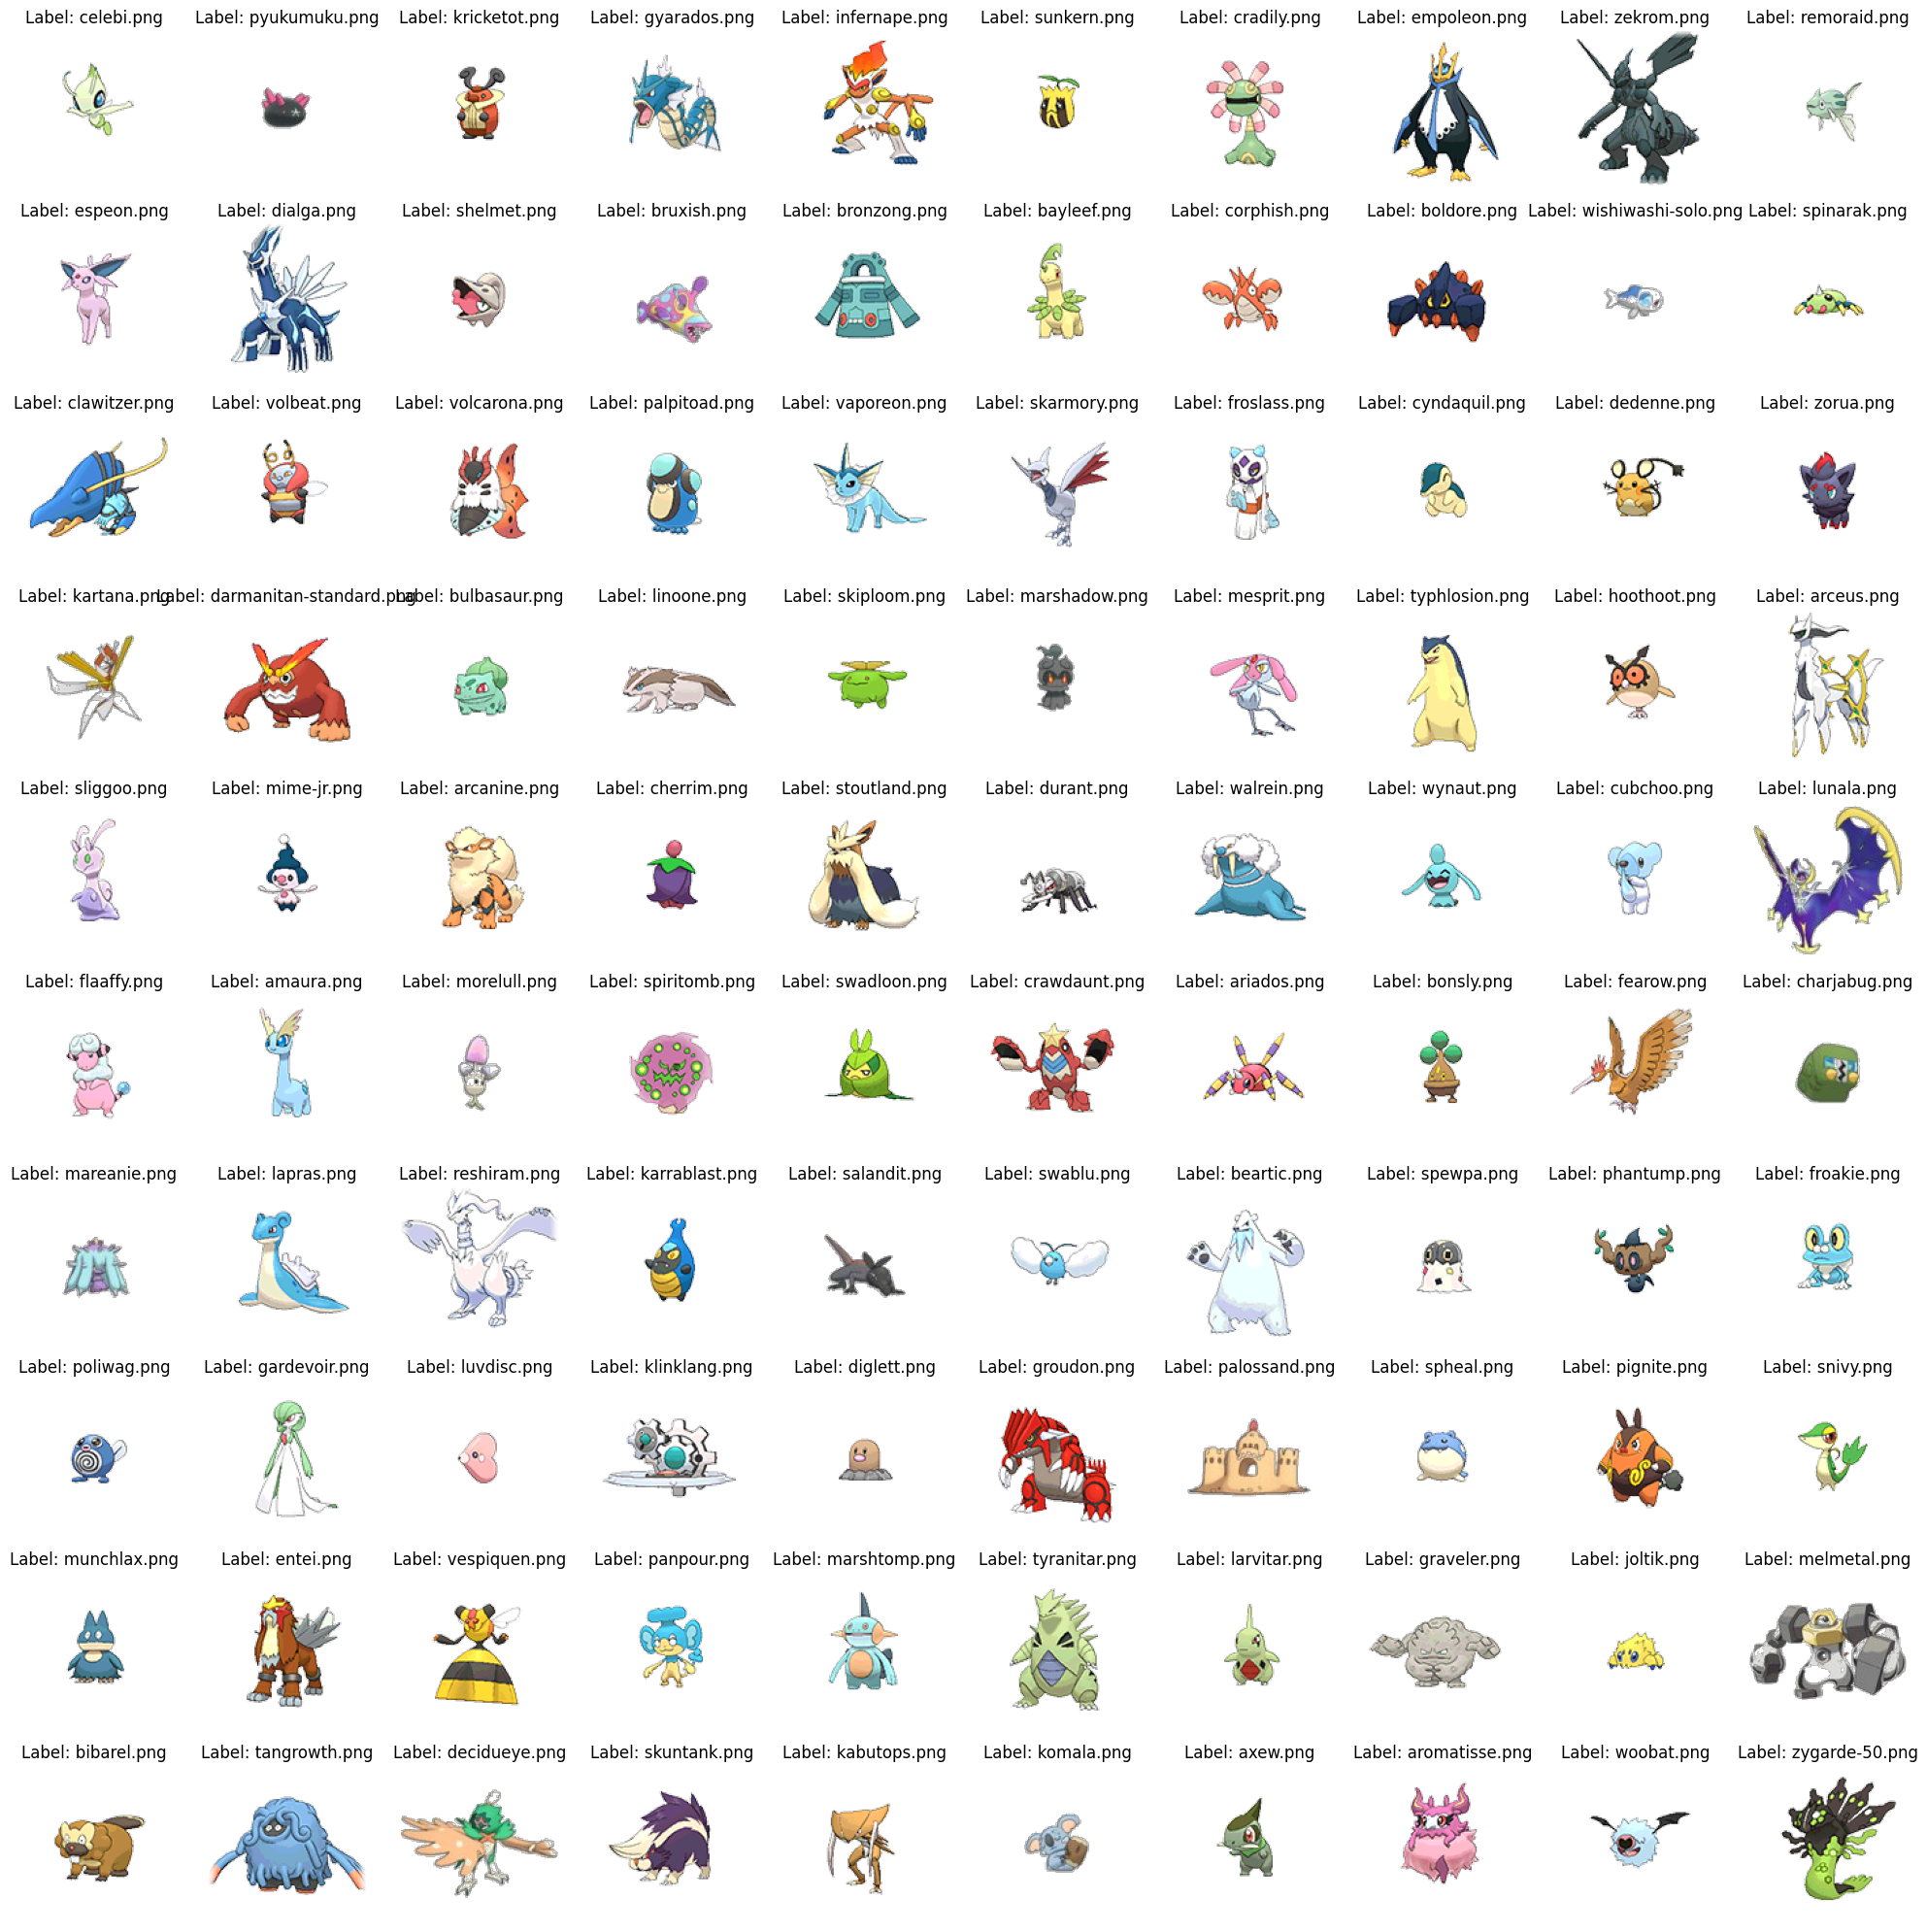 Label: celebi.png Label: pyukumuku.png Label: kricketot.png Label: gyarados.png Label: infernape.png Label: sunkern.png Label: cradily.png Label: empoleon.png Label: zekrom.png Label: remoraid.png
Label: espeon.png Label: dialga.png Label: shelmet.png Label: bruxish.png Label: bronzong.png Label: bayleef.png Label: corphish.png Label: boldore.png Label: wishiwashi-solo.png Label: spinarak.png
Label: clawitzer.png Label: volbeat.png Label: volcarona.png Label: palpitoad.png Label: vaporeon.png Label: skarmory.png Label: froslass.png Label: cyndaquil.png Label: dedenne.png Label: zorua.png
Label: kartana.png Label: darmanitan-standard.png Label: bulbasaur.png Label: linoone.png Label: skiploom.png Label: marshadow.png Label: mesprit.png Label: typhlosion.png Label: hoothoot.png Label: arceus.png
Label: sliggoo.png Label: mime-jr.png Label: arcanine.png Label: cherrim.png Label: stoutland.png Label: durant.png Label: walrein.png Label: wynaut.png Label: cubchoo.png Label: lunala.png
Label: flaaffy.png Label: amaura.png Label: morelull.png Label: spiritomb.png Label: swadloon.png Label: crawdaunt.png Label: ariados.png Label: bonsly.png Label: fearow.png Label: charjabug.png
Label: mareanie.png Label: lapras.png Label: reshiram.png Label: karrablast.png Label: salandit.png Label: swablu.png Label: beartic.png Label: spewpa.png Label: phantump.png Label: froakie.png
Label: poliwag.png Label: gardevoir.png Label: luvdisc.png Label: klinklang.png Label: diglett.png Label: groudon.png Label: palossand.png Label: spheal.png Label: pignite.png Label: snivy.png
Label: munchlax.png Label: entei.png Label: vespiquen.png Label: panpour.png Label: marshtomp.png Label: tyranitar.png Label: larvitar.png Label: graveler.png Label: joltik.png Label: melmetal.png
Label: bibarel.png Label: tangrowth.png Label: decidueye.png Label: skuntank.png Label: kabutops.png Label: komala.png Label: axew.png Label: aromatisse.png Label: woobat.png Label: zygarde-50.png